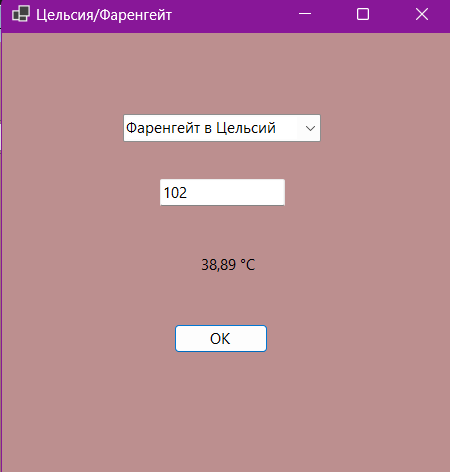 Цельсия/Фаренгейт
Фаренгейт в Цельсий
102
38,89 °C
OK